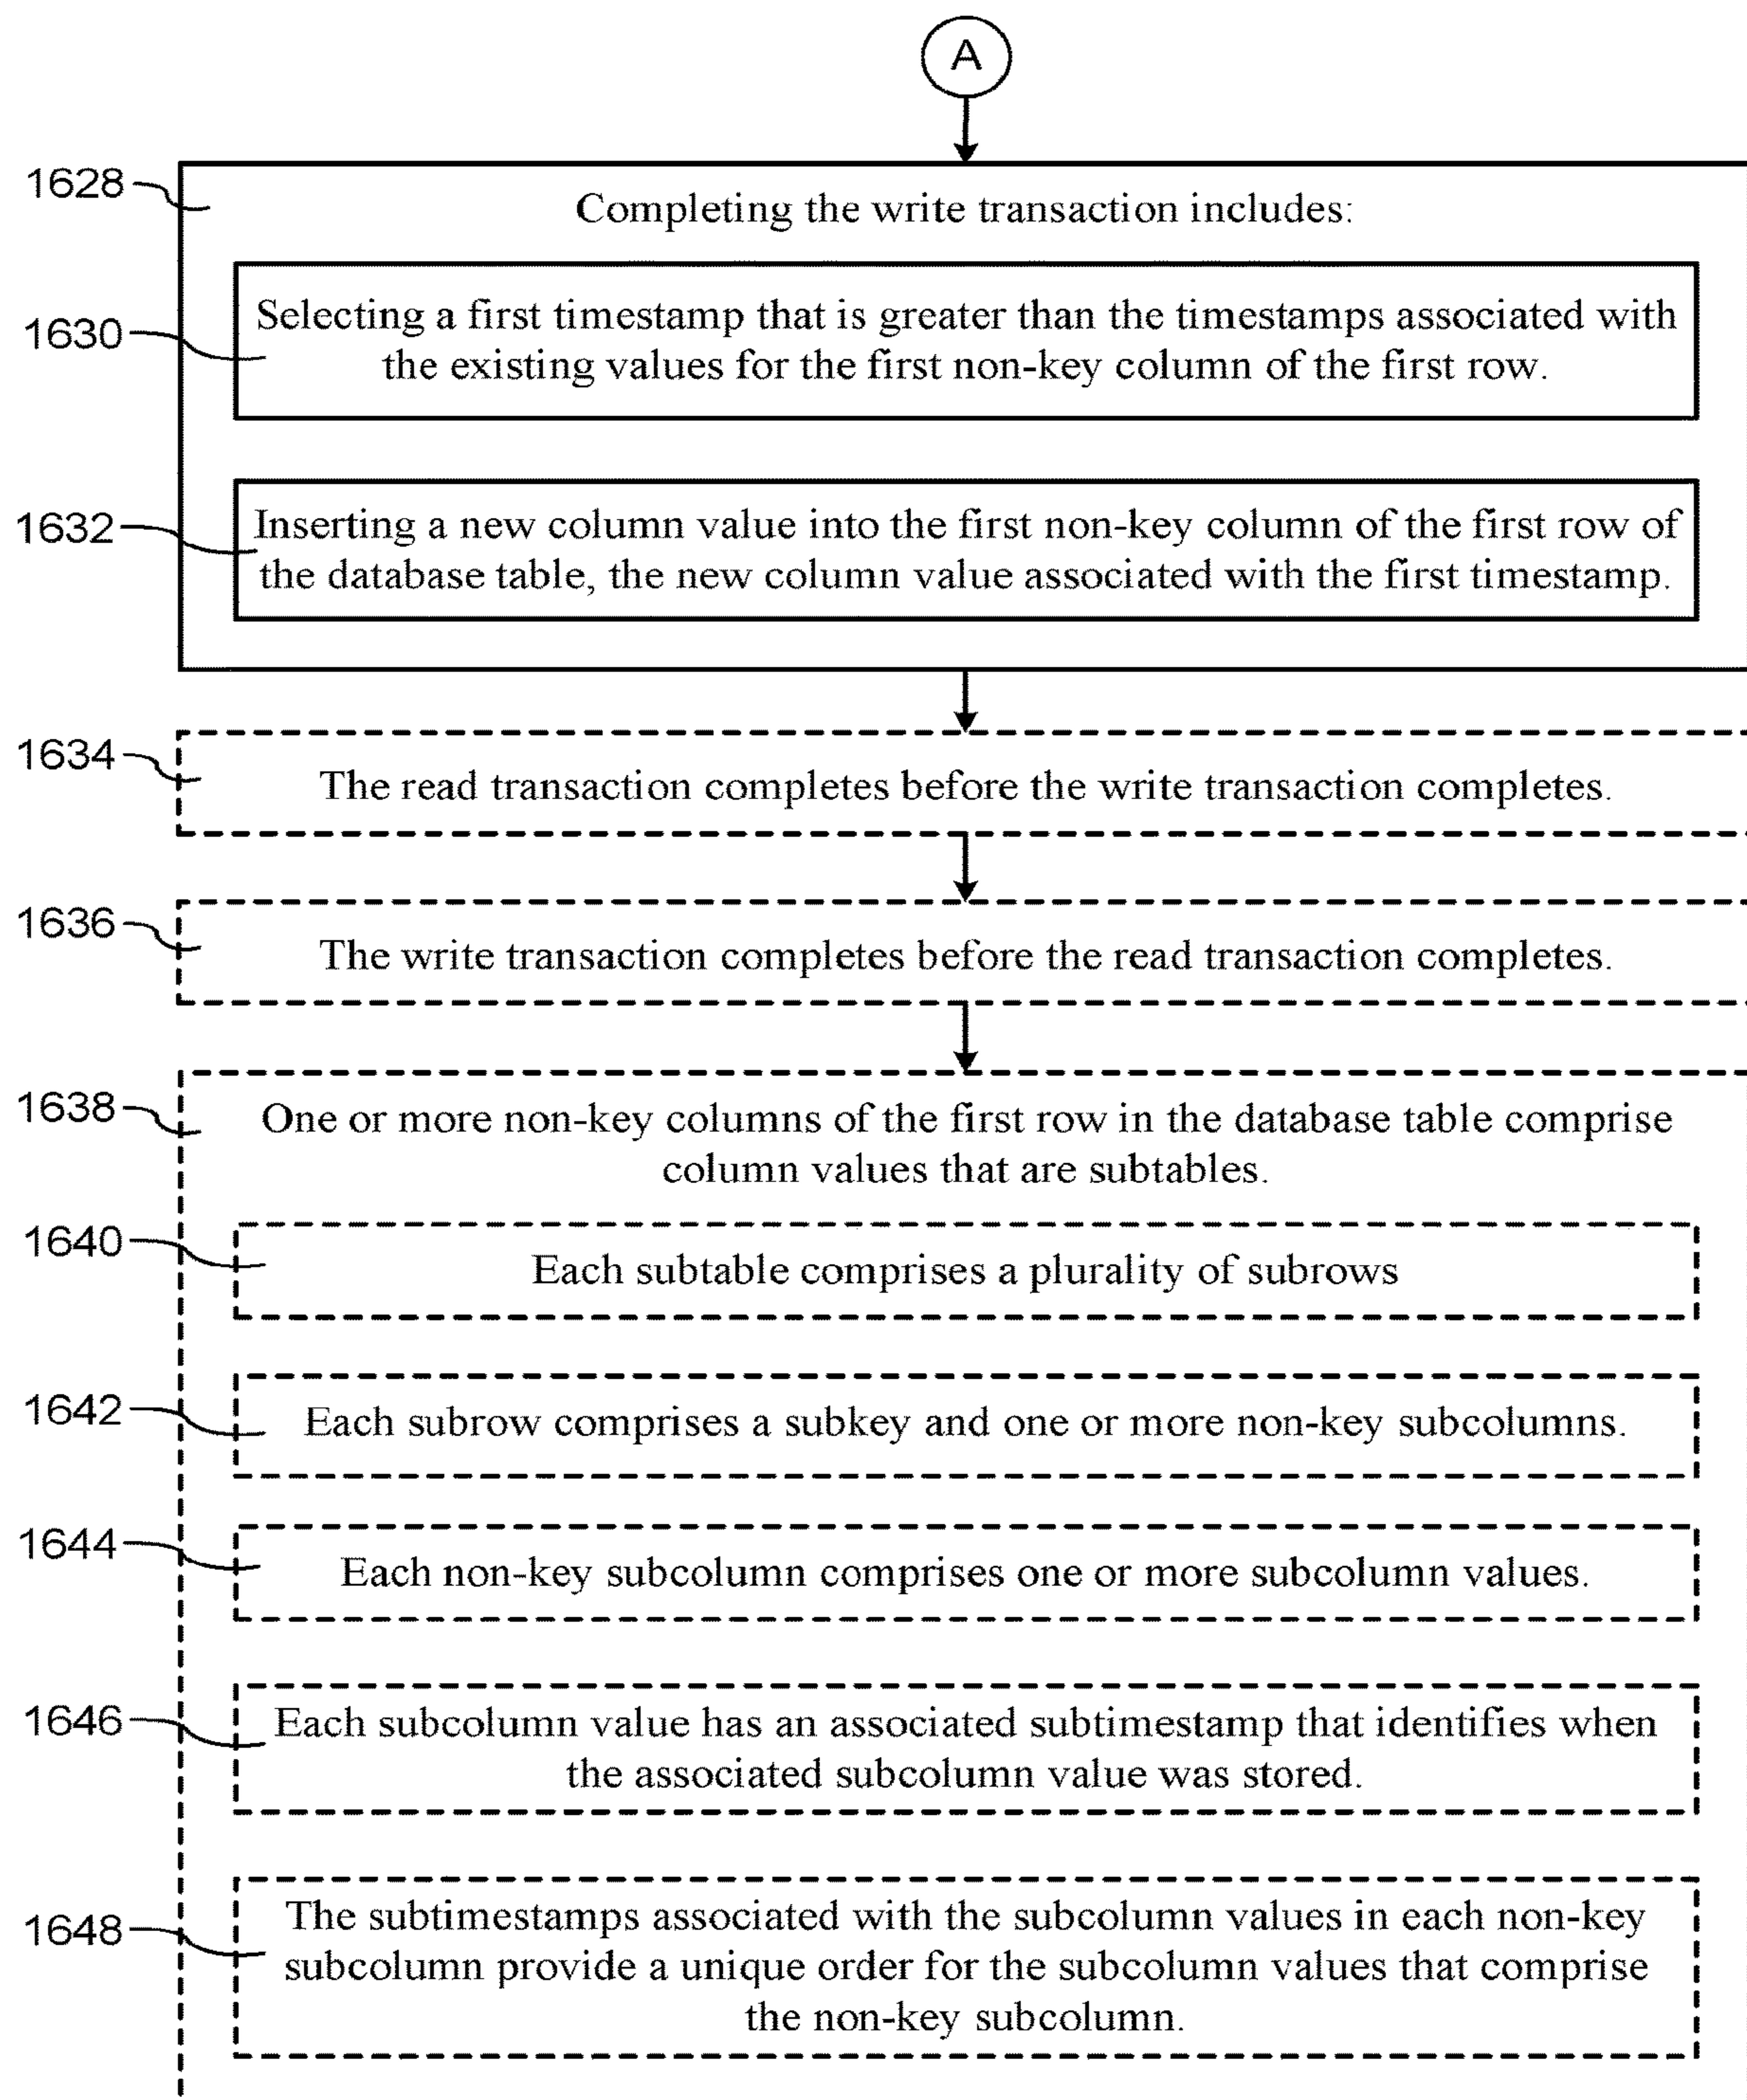 A
1628
Completing the write transaction includes:
1630
Selecting a first timestamp that is greater than the timestamps associated with
the existing values for the first non-key column of the first row.
1632
Inserting a new column value into the first non-key column of the first row of
the database table, the new column value associated with the first timestamp.
1634
The read transaction completes before the write transaction completes.
1636
The write transaction completes before the read transaction completes.
1638
One or more non-key columns of the first row in the database table comprise
column values that are subtables.
1640
Each subtable comprises a plurality of subrows
1642
Each subrow comprises a subkey and one or more non-key subcolumns.
1644
Each non-key subcolumn comprises one or more subcolumn values.
1646
Each subcolumn value has an associated subtimestamp that identifies when
the associated subcolumn value was stored.
1648
The subtimestamps associated with the subcolumn values in each non-key
subcolumn provide a unique order for the subcolumn values that comprise
the non-key subcolumn.